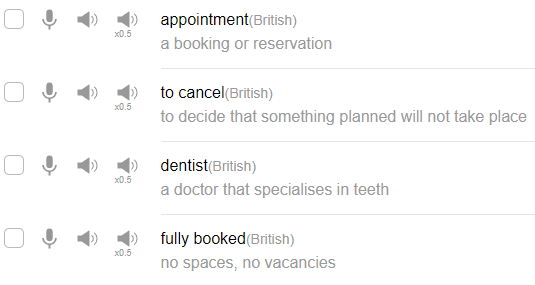 appointment(British)
x0.5
a booking or reservation
to cancel(British)
x0.5
to decide that something planned will not take place
dentist(British)
x0.5
a doctor that specialises in teeth
fully booked(British)
x0.5
no spaces, no vacancies